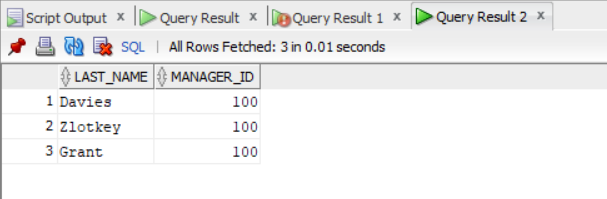 Script Output x Query Result x Query Result 1 x Query Result 2 x
SQL | All Rows Fetched: 3 in 0.01 seconds
LAST_NAME MANAGER_ID
1 Davies 100
2 Zlotkey 100
3 Grant 100